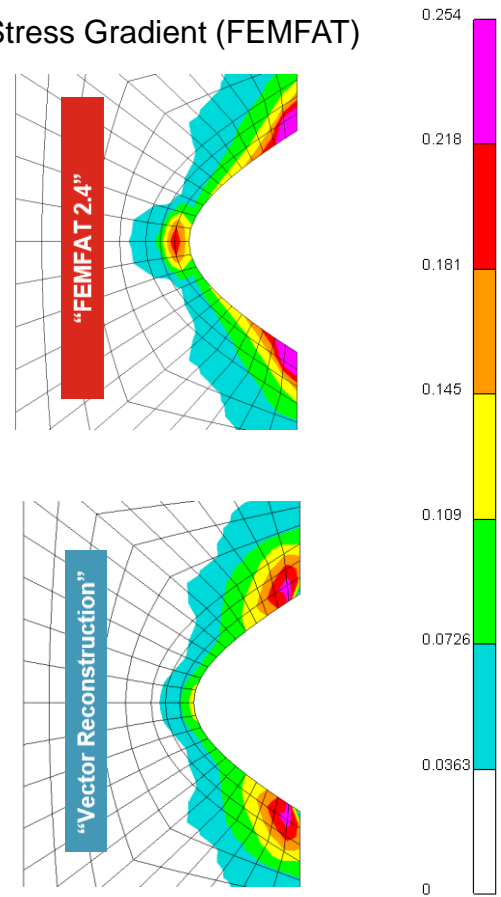 Stress Gradient (FEMFAT)
“FEMFAT 2.4”
“Vector Reconstruction”
0.254
0.218
0.181
0.145
0.109
0.0726
0.0363
0